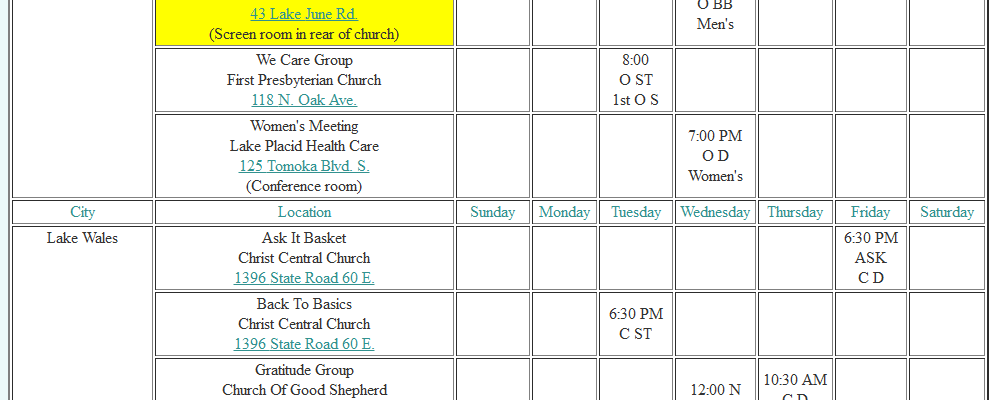 43 Lake June Rd.
(Screen room in rear of church)
O BB
Men's
We Care Group
First Presbyterian Church
118 N. Oak Ave.
8:00
O ST
1st O S
Women's Meeting
Lake Placid Health Care
125 Tomoka Blvd. S.
(Conference room)
7:00 PM
O D
Women's
City Location Sunday Monday Tuesday Wednesday Thursday Friday Saturday
Lake Wales
Ask It Basket
Christ Central Church
1396 State Road 60 E.
6:30 PM
ASK
C D
Back To Basics
Christ Central Church
1396 State Road 60 E.
6:30 PM
C ST
Gratitude Group
Church Of Good Shepherd
12:00 N
10:30 AM
C D